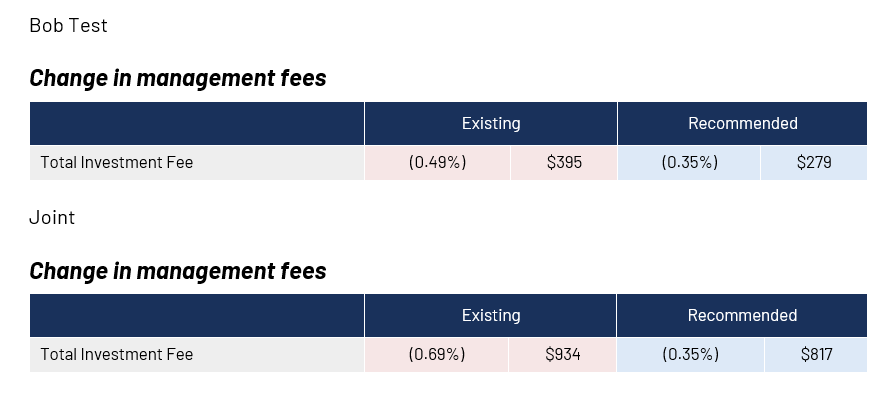 Bob Test
Change in management fees
Existing Recommended
Total Investment Fee (0.49%) $395 (0.35%) $279
Joint
Change in management fees
Existing Recommended
Total Investment Fee (0.69%) $934 (0.35%) $817